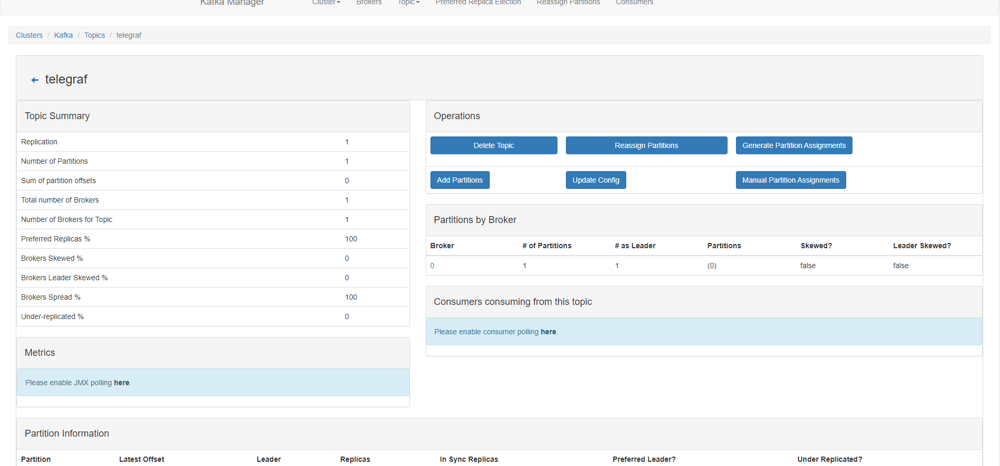 Kafka Manager Cluster Brokers Topic Preferred Replica Election Reassign Partitions Consumers
Clusters / Kafka / Topics / telegraf
telegraf
Topic Summary
Replication 1
Number of Partitions 1
Sum of partition offsets 0
Total number of Brokers 1
Number of Brokers for Topic 1
Preferred Replicas % 100
Brokers Skewed % 0
Brokers Leader Skewed % 0
Brokers Spread % 100
Under-replicated % 0
Metrics
Please enable JMX polling here.
Operations
Delete Topic Reassign Partitions Generate Partition Assignments
Add Partitions Update Config Manual Partition Assignments
Partitions by Broker
Broker # of Partitions # as Leader Partitions Skewed? Leader Skewed?
0 1 1 (0) false false
Consumers consuming from this topic
Please enable consumer polling here.
Partition Information
Partition Latest Offset Leader Replicas In Sync Replicas Preferred Leader? Under Replicated?